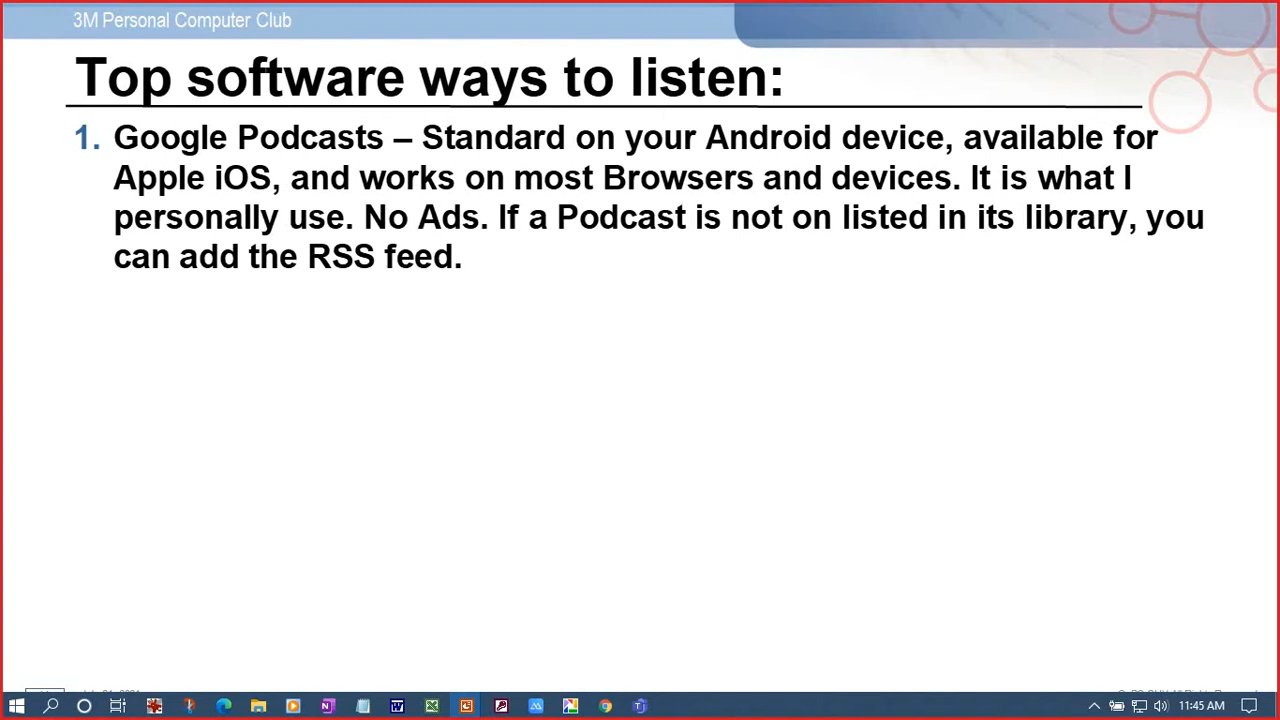 3M Personal Computer Club
Top software ways to listen:
1. Google Podcasts – Standard on your Android device, available for
Apple iOS, and works on most Browsers and devices. It is what I
personally use. No Ads. If a Podcast is not on listed in its library, you
can add the RSS feed.
11:45 AM